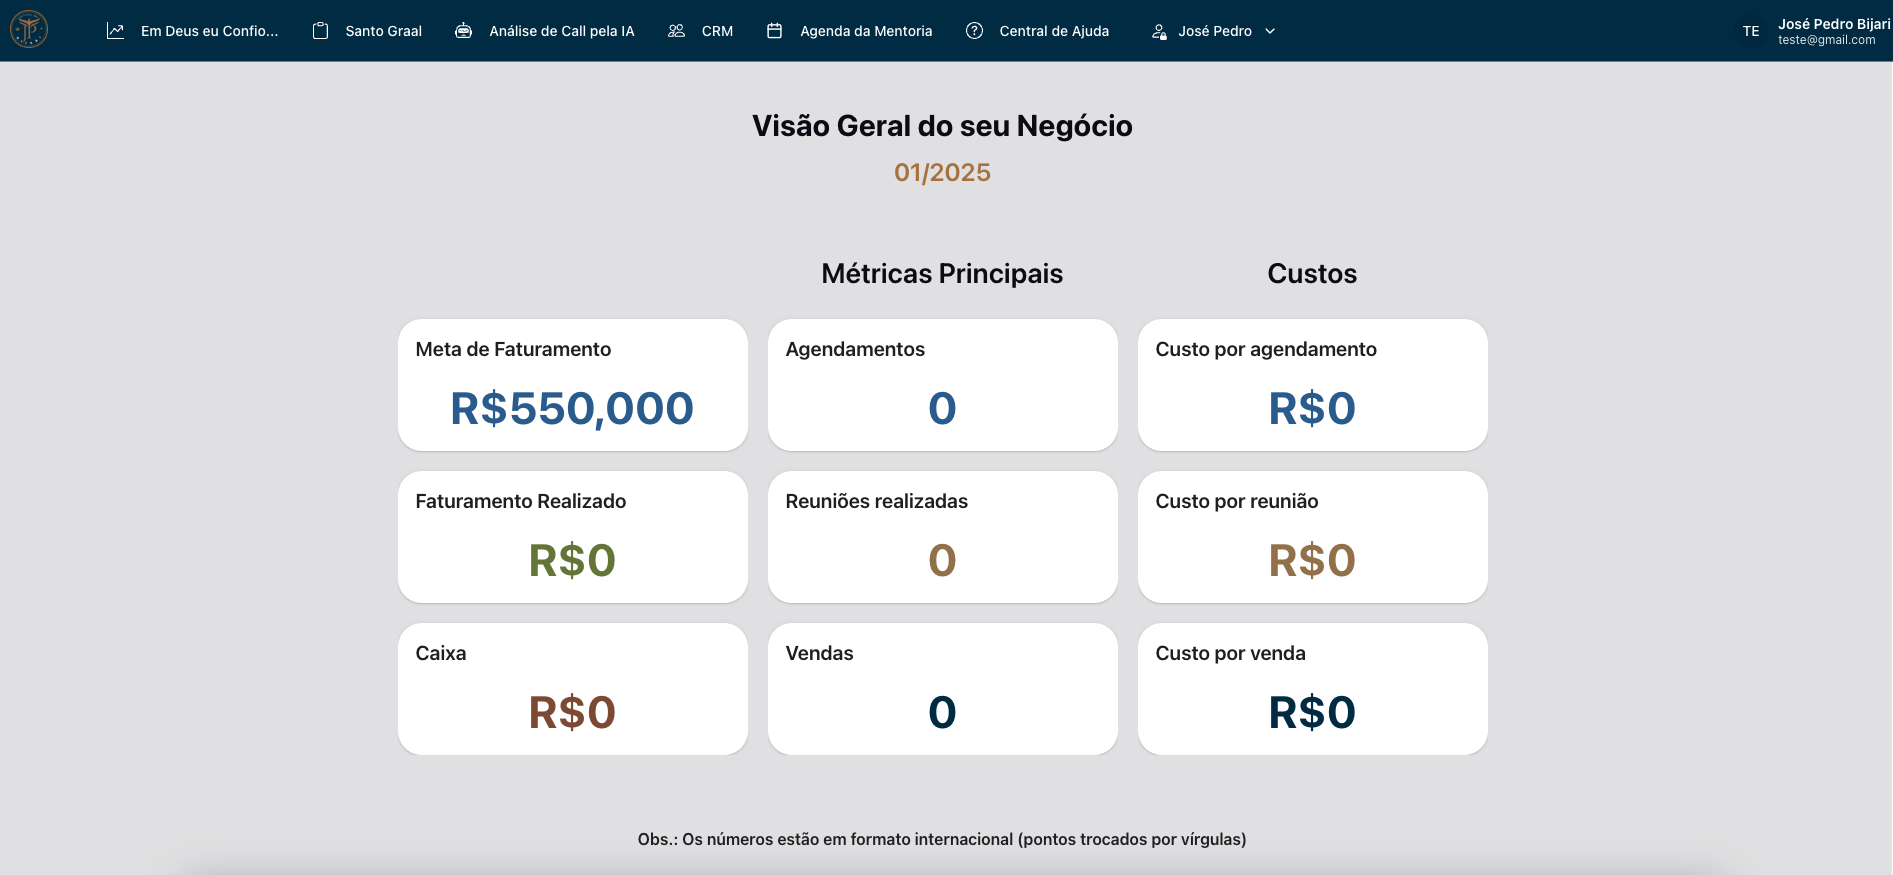 Em Deus eu Confio...
Santo Graal
Análise de Call pela IA
CRM
Agenda da Mentoria
Central de Ajuda
José Pedro
TE
José Pedro Bijari
teste@gmail.com
Visão Geral do seu Negócio
01/2025
Métricas Principais
Custos
Meta de Faturamento
R$550,000
Agendamentos
0
Custo por agendamento
R$0
Faturamento Realizado
R$0
Reuniões realizadas
0
Custo por reunião
R$0
Caixa
R$0
Vendas
0
Custo por venda
R$0
Obs.: Os números estão em formato internacional (pontos trocados por vírgulas)